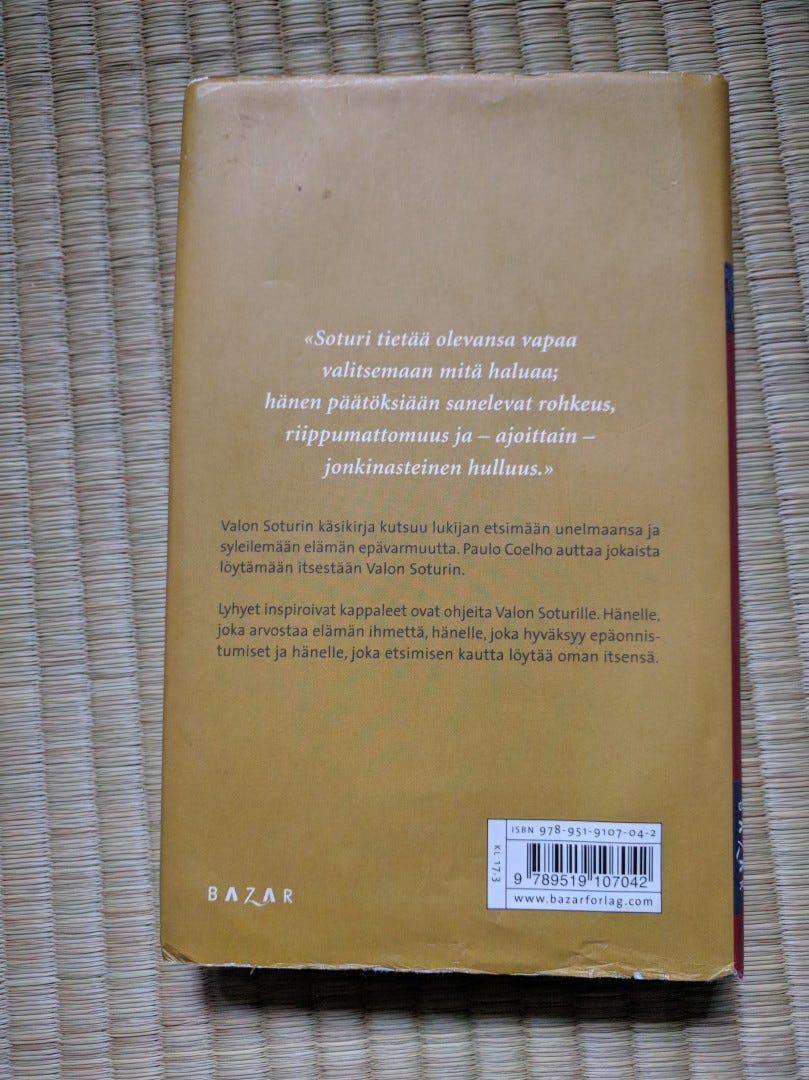 «Soturi tietää olevansa vapaa
valitsemaan mitä haluaa;
hänen päätöksiään sanelevat rohkeus,
riippumattomuus ja – ajoittain –
jonkinasteinen hulluus.»
Valon Soturin käsikirja kutsuu lukijan etsimään unelmaansa ja
syleilemään elämän epävarmuutta. Paulo Coelho auttaa jokaista
löytämään itsestään Valon Soturin.
Lyhyet inspiroivat kappaleet ovat ohjeita Valon Soturille. Hänelle,
joka arvostaa elämän ihmettä, hänelle, joka hyväksyy epäonnis-
tumiset ja hänelle, joka etsimisen kautta löytää oman itsensä.
BAZAR
ISBN 978-951-9107-04-2
KL 17.3
9 789519 107042
www.bazarforlag.com
BAZAR